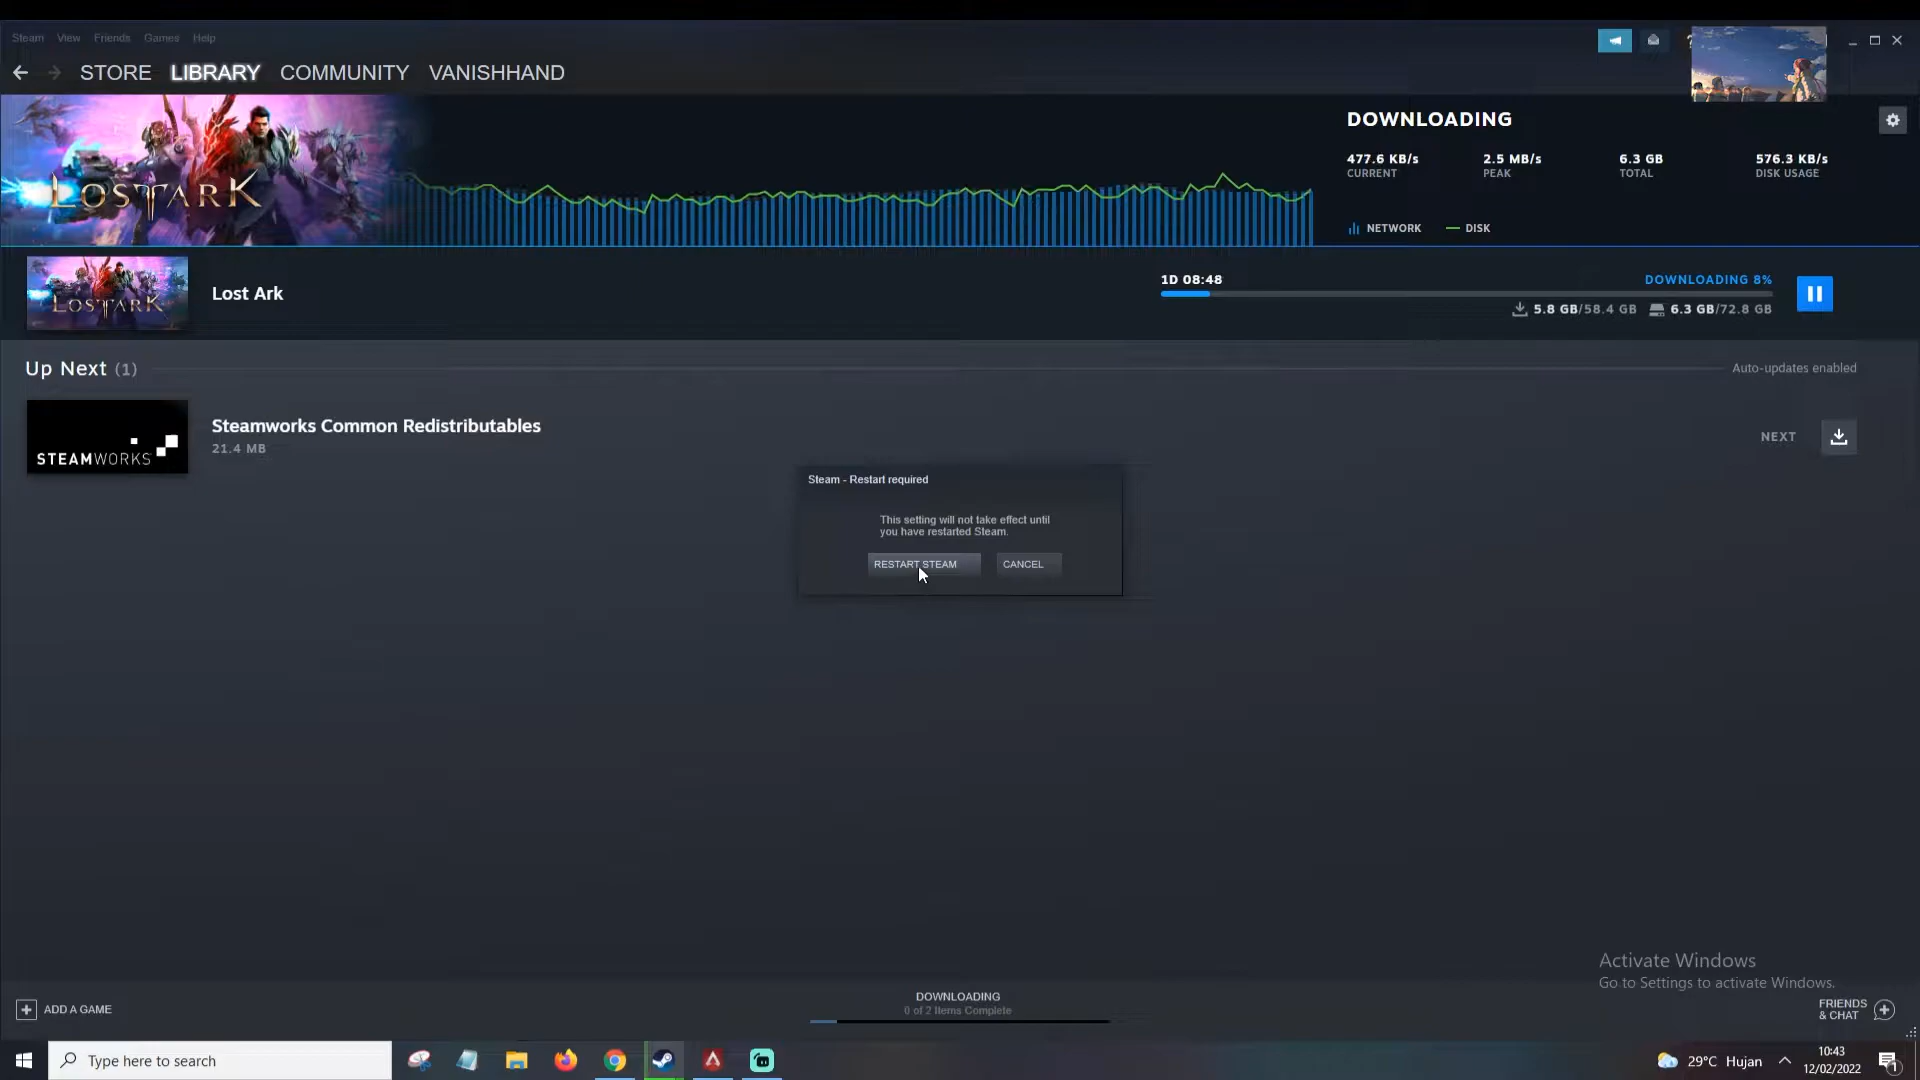 Steam View Friends Games Help
STORE LIBRARY COMMUNITY VANISHHAND
LOST ARK
DOWNLOADING
477.6 KB/s 2.5 MB/s 6.3 GB 576.3 KB/s
CURRENT PEAK TOTAL DISK USAGE
NETWORK DISK
LOST ARK
Lost Ark
1D 08:48 DOWNLOADING 8%
5.8 GB/58.4 GB 6.3 GB/72.8 GB
Up Next (1)
Auto-updates enabled
STEAMWORKS
Steamworks Common Redistributables
21.4 MB
NEXT
Steam - Restart required
This setting will not take effect until
you have restarted Steam.
RESTART STEAM CANCEL
Activate Windows
Go to Settings to activate Windows.
ADD A GAME
DOWNLOADING
0 of 2 Items Complete
FRIENDS
& CHAT
Type here to search
29°C Hujan
10:43
12/02/2022
1